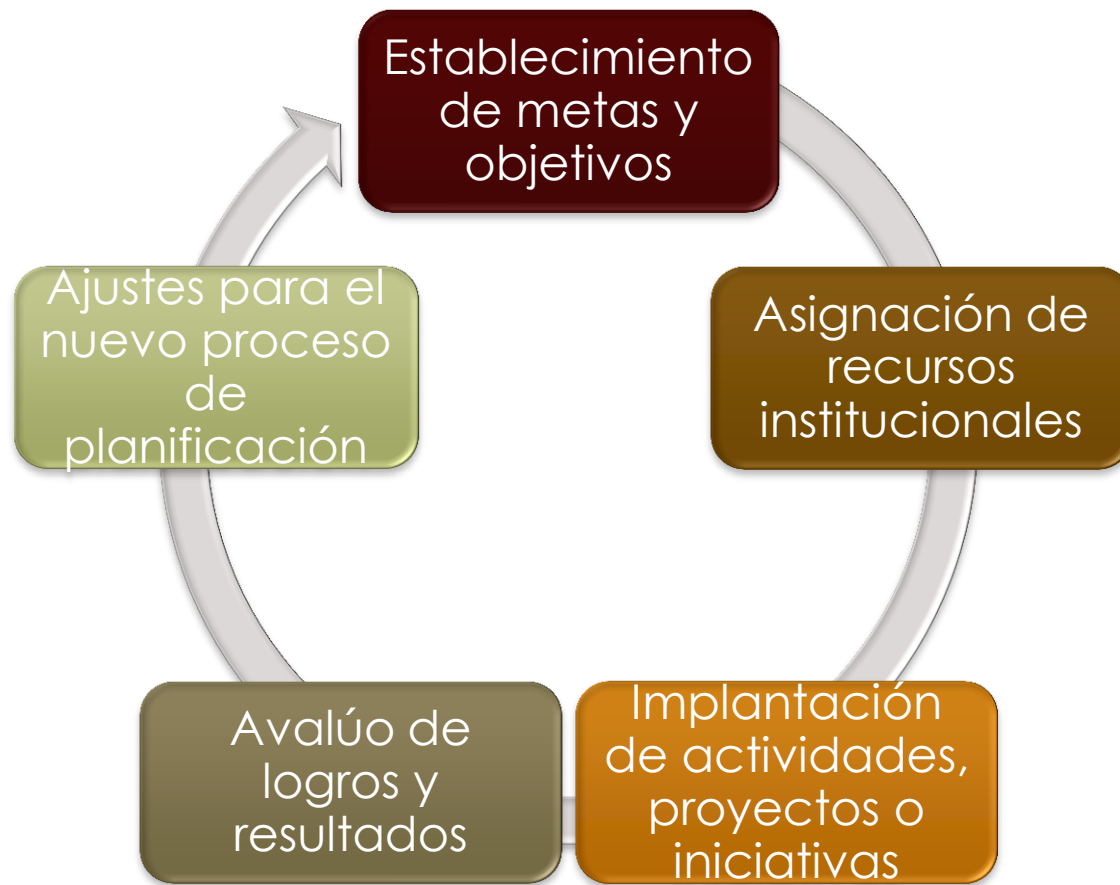 Establecimiento
de metas y
objetivos
Asignación de
recursos
institucionales
Implantación
de actividades,
proyectos o
iniciativas
Avalúo de
logros y
resultados
Ajustes para el
nuevo proceso
de
planificación